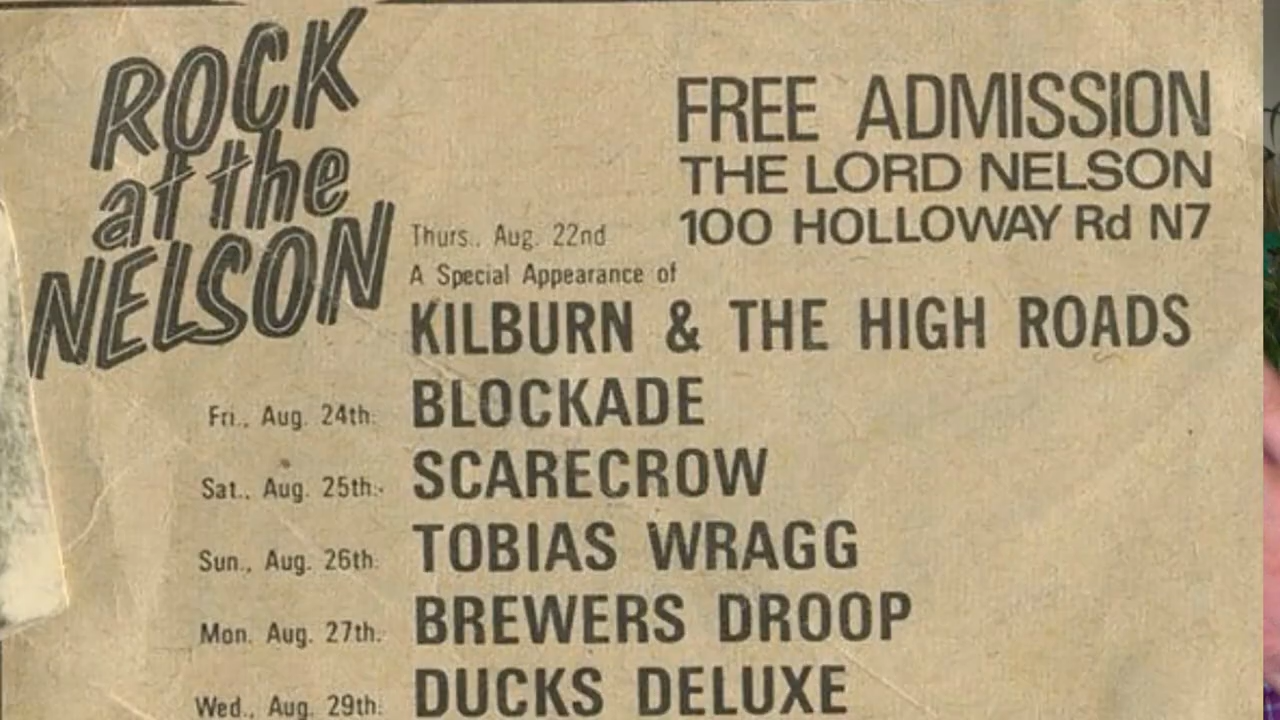 ROCK
at the
NELSON
FREE ADMISSION
THE LORD NELSON
100 HOLLOWAY Rd N7
Thurs., Aug. 22nd
A Special Appearance of
KILBURN & THE HIGH ROADS
Fri., Aug. 24th: BLOCKADE
Sat., Aug. 25th: SCARECROW
Sun., Aug. 26th: TOBIAS WRAGG
Mon. Aug. 27th: BREWERS DROOP
Wed., Aug. 29th: DUCKS DELUXE